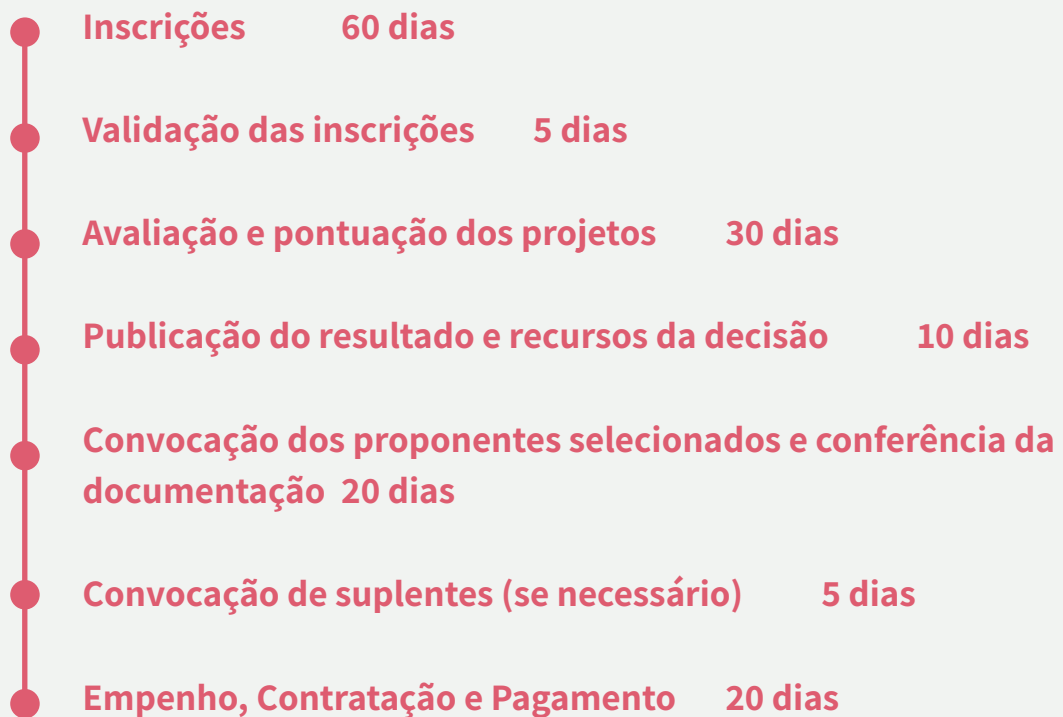 Inscrições 60 dias
Validação das inscrições 5 dias
Avaliação e pontuação dos projetos 30 dias
Publicação do resultado e recursos da decisão 10 dias
Convocação dos proponentes selecionados e conferência da
documentação 20 dias
Convocação de suplentes (se necessário) 5 dias
Empenho, Contratação e Pagamento 20 dias